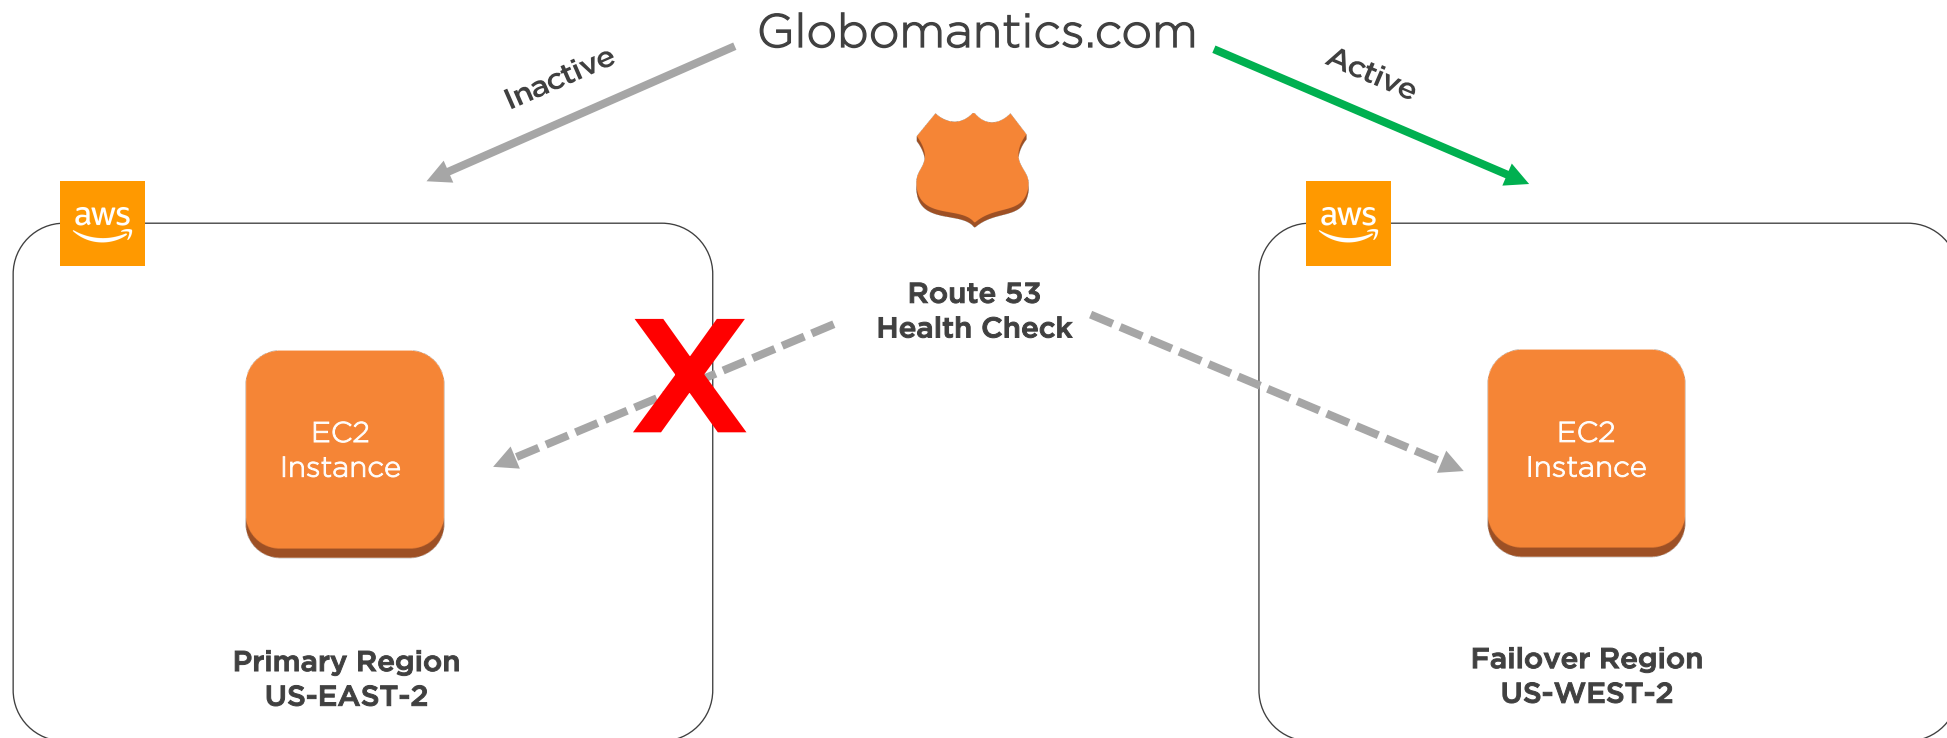 Globomantics.com
Inactive
Active
aws
aws
Route 53
Health Check
X
EC2
Instance
EC2
Instance
Primary Region
US-EAST-2
Failover Region
US-WEST-2